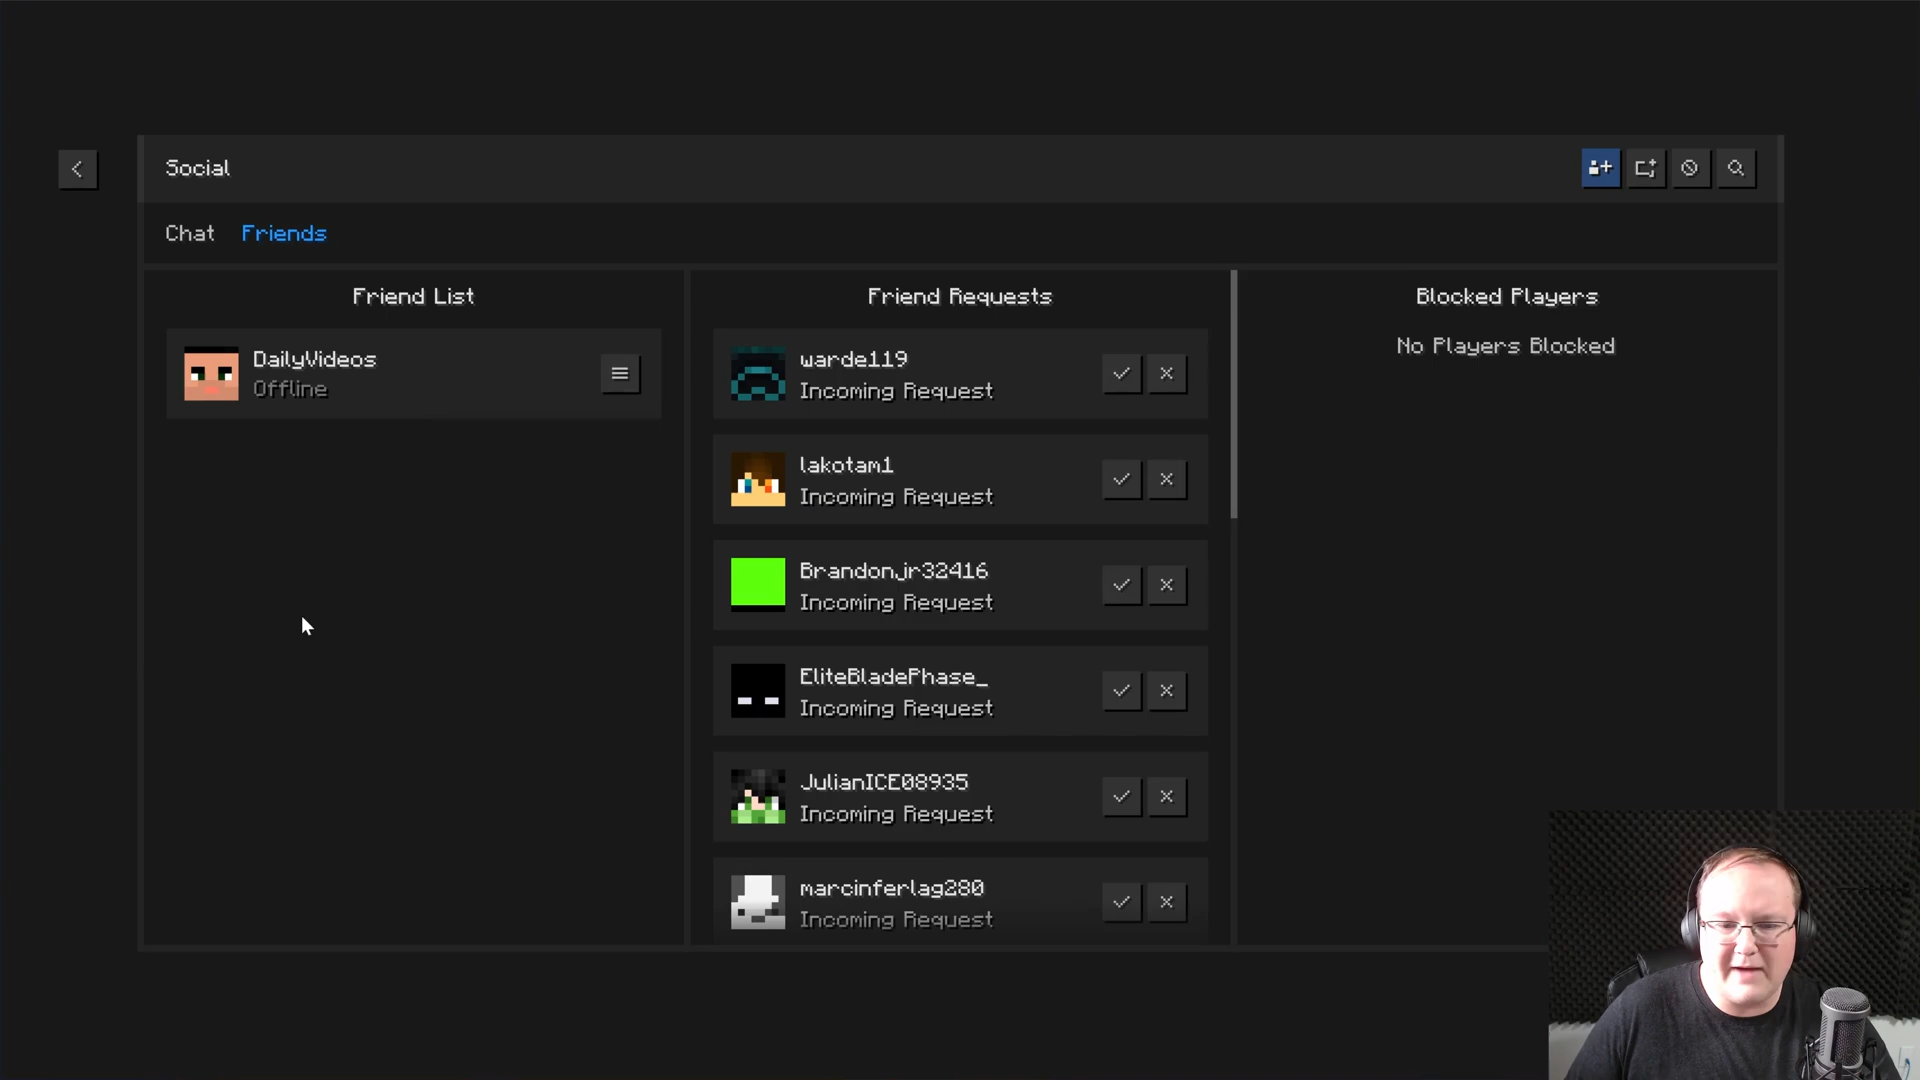 Social
Chat Friends
Friend List
DailyVideos
Offline
Friend Requests
warde119
Incoming Request
lakotam1
Incoming Request
Brandonjr32416
Incoming Request
EliteBladePhase_
Incoming Request
JulianICE08935
Incoming Request
marcinferlag280
Incoming Request
Blocked Players
No Players Blocked